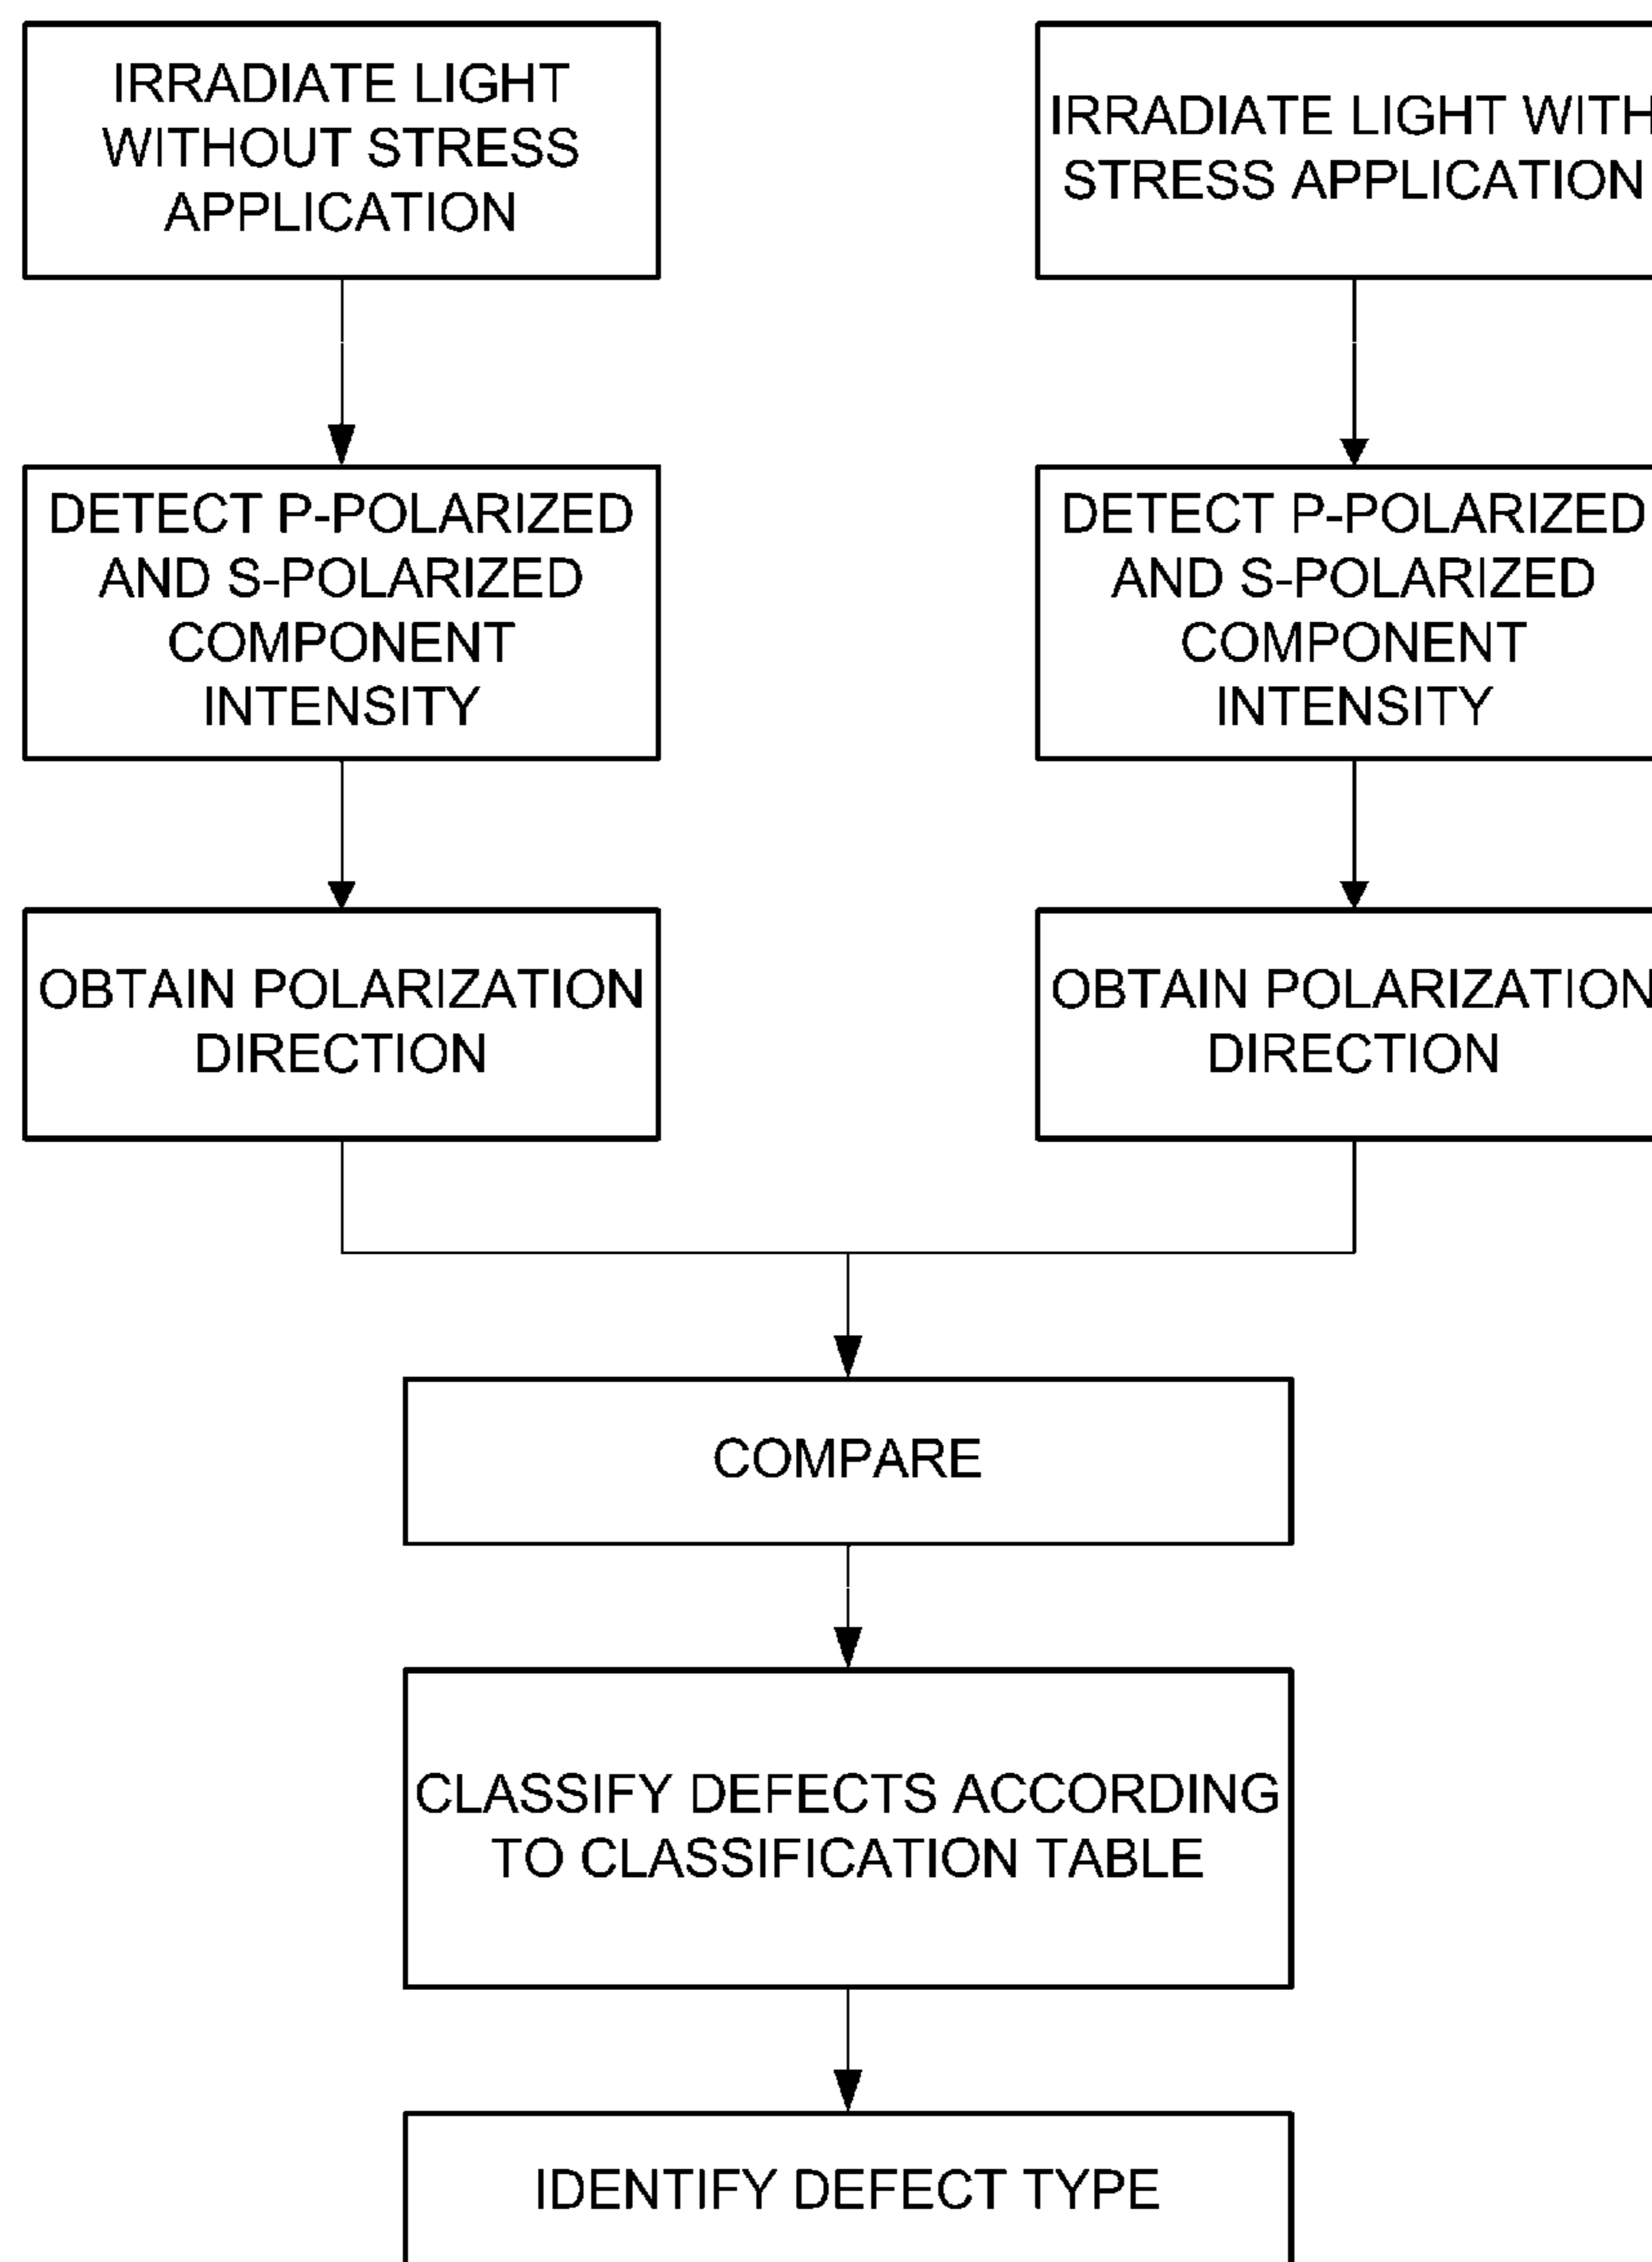 IRRADIATE LIGHT
WITHOUT STRESS
APPLICATION
IRRADIATE LIGHT WITH
STRESS APPLICATION
DETECT P-POLARIZED
AND S-POLARIZED
COMPONENT
INTENSITY
DETECT P-POLARIZED
AND S-POLARIZED
COMPONENT
INTENSITY
OBTAIN POLARIZATION
DIRECTION
OBTAIN POLARIZATION
DIRECTION
COMPARE
CLASSIFY DEFECTS ACCORDING
TO CLASSIFICATION TABLE
IDENTIFY DEFECT TYPE